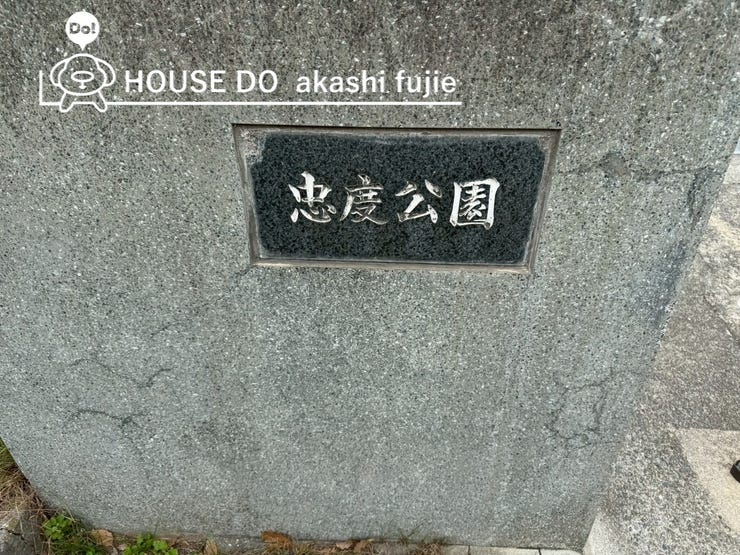 Do!
HOUSE DO akashi fujie
忠度公園